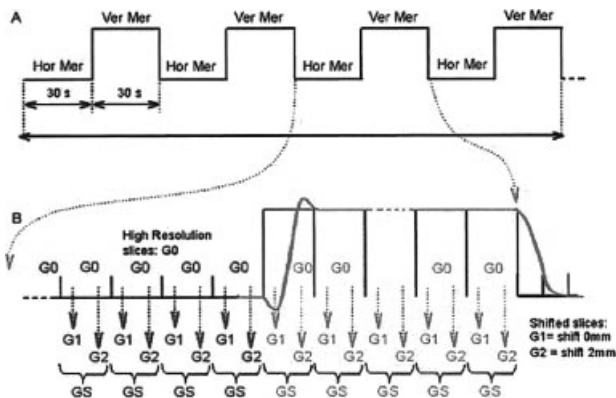 A
Ver Mer Ver Mer Ver Mer Ver Mer
Hor Mer Hor Mer Hor Mer Hor Mer
30 s 30 s
B
High Resolution
slices: G0
G0 G0 G0 G0 G0 G0 G0 G0 G0
G1 G1 G1 G1 G1 G1 G1 G1 G1
G2 G2 G2 G2 G2 G2 G2 G2 G2
GS GS GS GS GS GS GS GS GS
Shifted slices:
G1= shift 0mm
G2 = shift 2mm